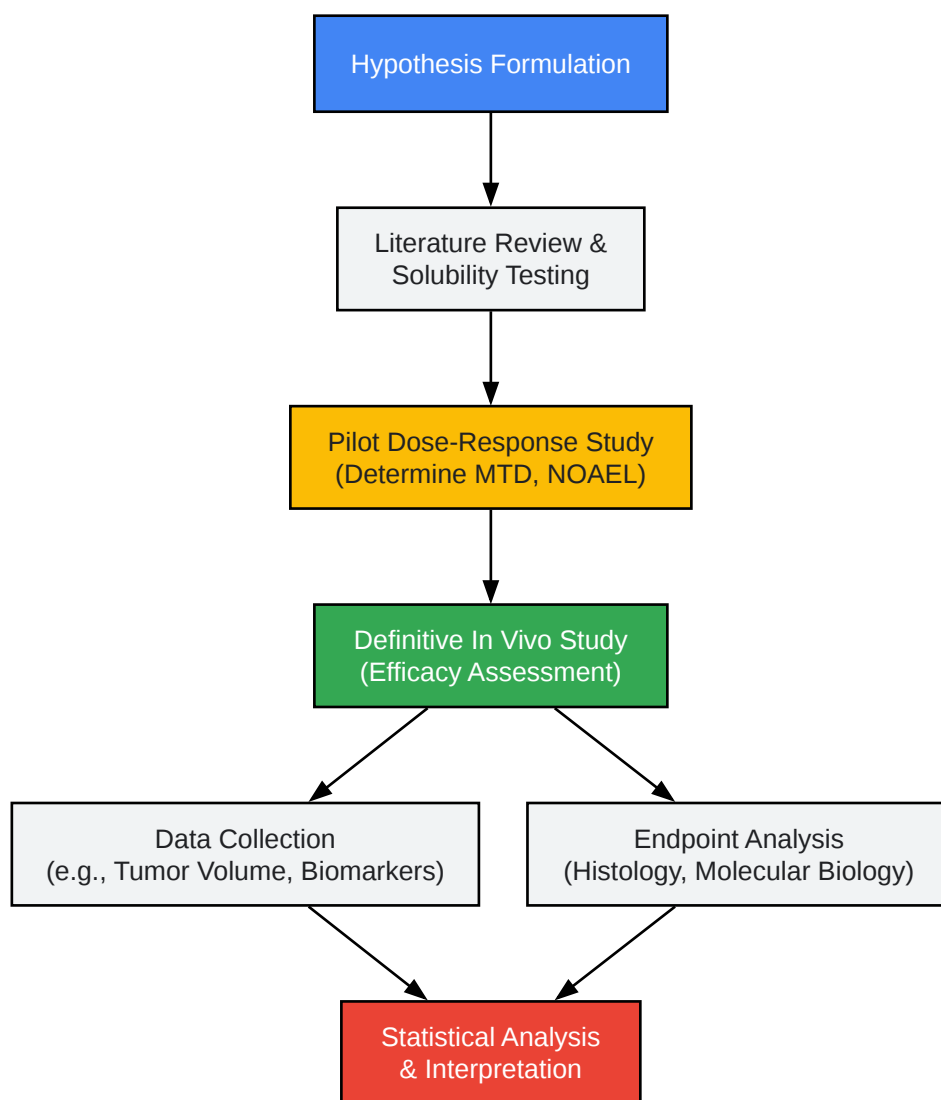 Hypothesis Formulation
Literature Review &
Solubility Testing
Pilot Dose-Response Study
(Determine MTD, NOAEL)
Definitive In Vivo Study
(Efficacy Assessment)
Data Collection
(e.g., Tumor Volume, Biomarkers)
Endpoint Analysis
(Histology, Molecular Biology)
Statistical Analysis
& Interpretation